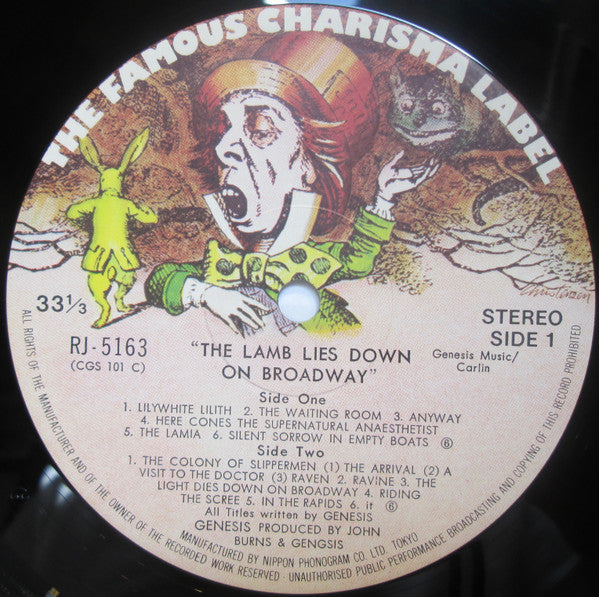 THE FAMOUS CHARISMA LABEL
Christensen
33⅓
STEREO
SIDE 1
RJ-5163
(CGS 101 C)
"THE LAMB LIES DOWN
ON BROADWAY"
Genesis Music/
Carlin
Side One
1. LILYWHITE LILITH 2. THE WAITING ROOM 3. ANYWAY
4. HERE CONES THE SUPERNATURAL ANAESTHETIST
5. THE LAMIA 6. SILENT SORROW IN EMPTY BOATS ⑥
Side Two
1. THE COLONY OF SLIPPERMEN (1) THE ARRIVAL (2) A
VISIT TO THE DOCTOR (3) RAVEN 2. RAVINE 3. THE
LIGHT DIES DOWN ON BROADWAY 4. RIDING
THE SCREE 5. IN THE RAPIDS 6. it ⑥
All Titles written by GENESIS
GENESIS PRODUCED BY JOHN
BURNS & GENGSIS
MANUFACTURED BY NIPPON PHONOGRAM CO. LTD. TOKYO
ALL RIGHTS OF THE MANUFACTURER AND OF THE OWNER OF THE RECORDED WORK RESERVED · UNAUTHORISED PUBLIC PERFORMANCE BROADCASTING AND COPYING OF THIS RECORD PROHIBITED